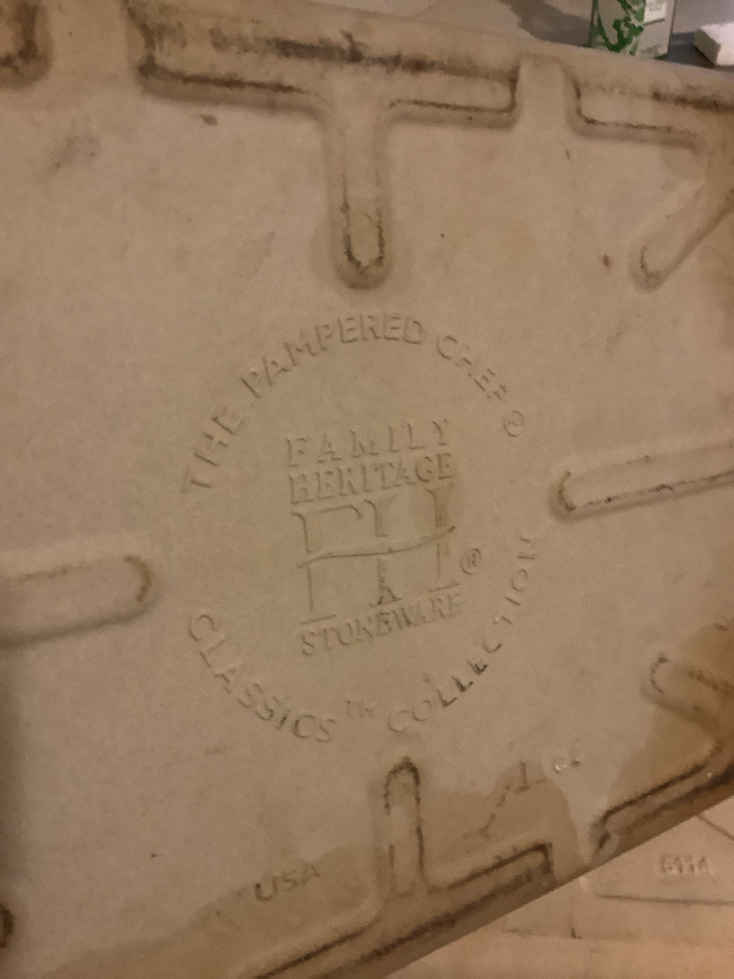 THE PAMPERED CHEF®
FAMILY
HERITAGE
FH®
STONEWARE
CLASSICS™ COLLECTION
USA